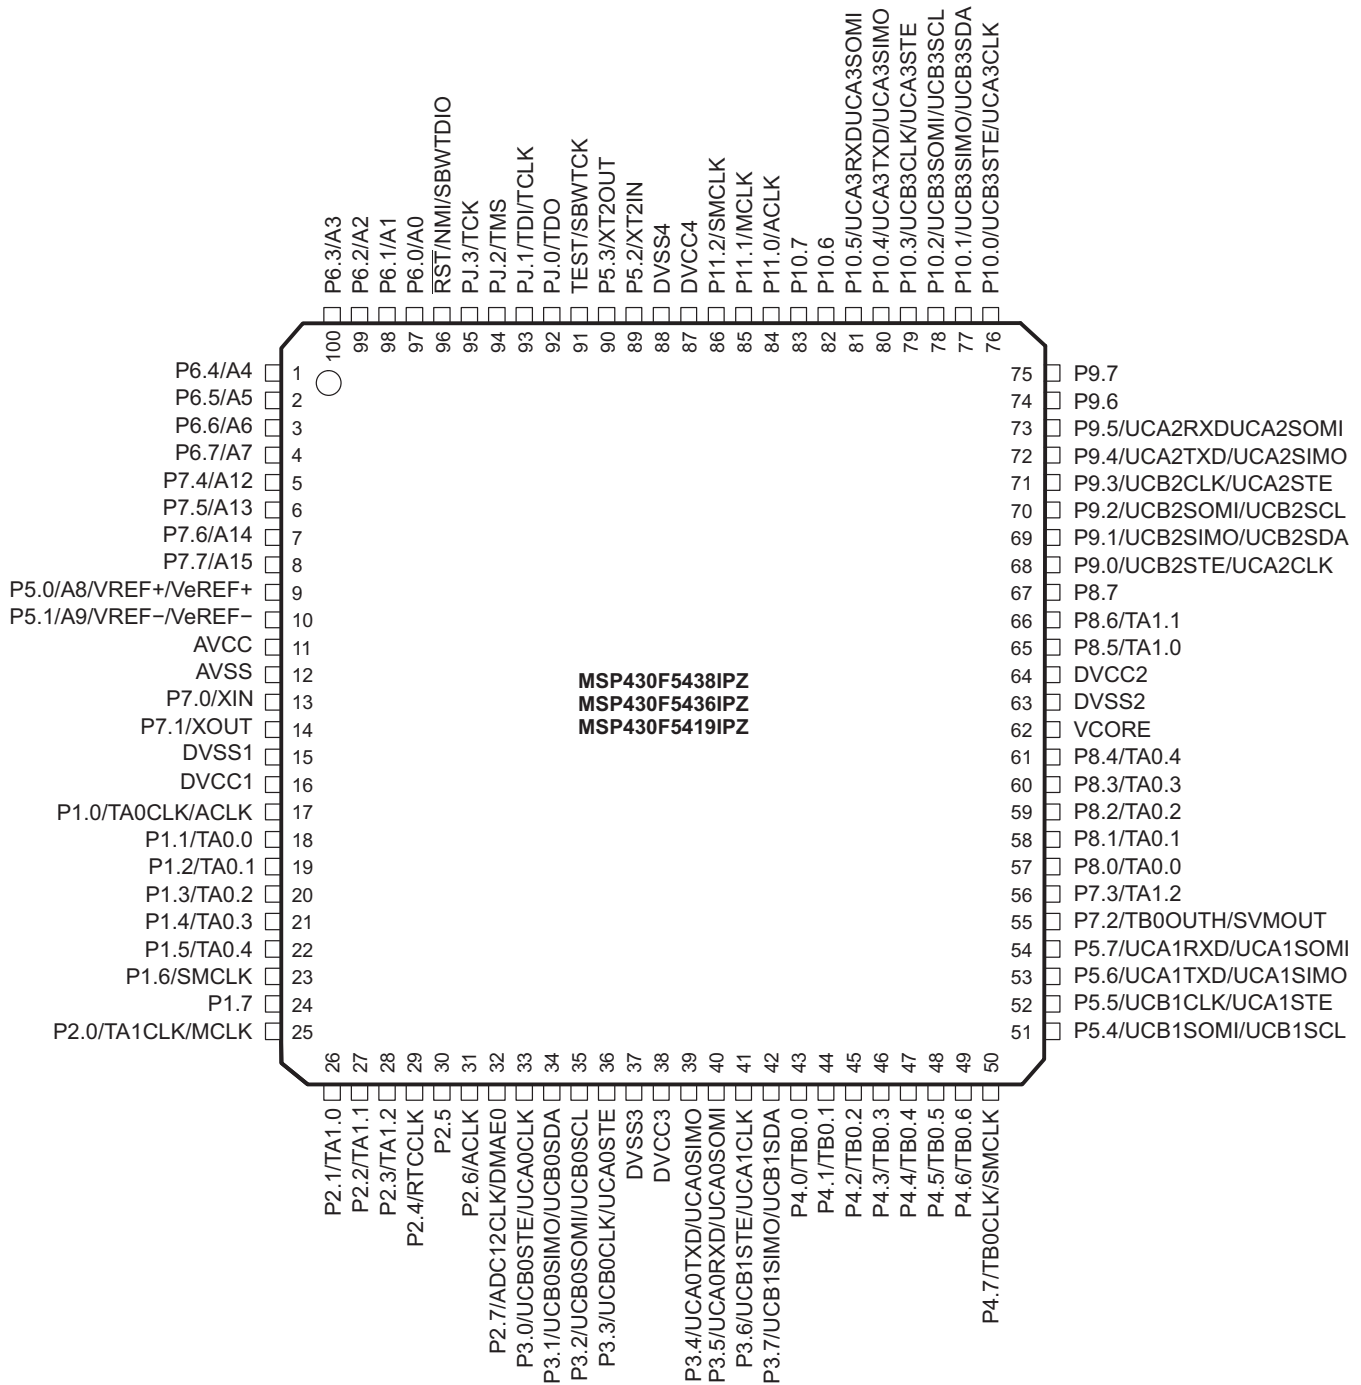 P6.3/A3
P6.2/A2
P6.1/A1
P6.0/A0
RST/NMI/SBWTDIO
PJ.3/TCK
PJ.2/TMS
PJ.1/TDI/TCLK
PJ.0/TDO
TEST/SBWTCK
P5.3/XT2OUT
P5.2/XT2IN
DVSS4
DVCC4
P11.2/SMCLK
P11.1/MCLK
P11.0/ACLK
P10.7
P10.6
P10.5/UCA3RXDUCA3SOMI
P10.4/UCA3TXD/UCA3SIMO
P10.3/UCB3CLK/UCA3STE
P10.2/UCB3SOMI/UCB3SCL
P10.1/UCB3SIMO/UCB3SDA
P10.0/UCB3STE/UCA3CLK
100
99
98
97
96
95
94
93
92
91
90
89
88
87
86
85
84
83
82
81
80
79
78
77
76
P6.4/A4 1
P6.5/A5 2
P6.6/A6 3
P6.7/A7 4
P7.4/A12 5
P7.5/A13 6
P7.6/A14 7
P7.7/A15 8
P5.0/A8/VREF+/VeREF+ 9
P5.1/A9/VREF−/VeREF− 10
AVCC 11
AVSS 12
P7.0/XIN 13
P7.1/XOUT 14
DVSS1 15
DVCC1 16
P1.0/TA0CLK/ACLK 17
P1.1/TA0.0 18
P1.2/TA0.1 19
P1.3/TA0.2 20
P1.4/TA0.3 21
P1.5/TA0.4 22
P1.6/SMCLK 23
P1.7 24
P2.0/TA1CLK/MCLK 25
MSP430F5438IPZ
MSP430F5436IPZ
MSP430F5419IPZ
75 P9.7
74 P9.6
73 P9.5/UCA2RXDUCA2SOMI
72 P9.4/UCA2TXD/UCA2SIMO
71 P9.3/UCB2CLK/UCA2STE
70 P9.2/UCB2SOMI/UCB2SCL
69 P9.1/UCB2SIMO/UCB2SDA
68 P9.0/UCB2STE/UCA2CLK
67 P8.7
66 P8.6/TA1.1
65 P8.5/TA1.0
64 DVCC2
63 DVSS2
62 VCORE
61 P8.4/TA0.4
60 P8.3/TA0.3
59 P8.2/TA0.2
58 P8.1/TA0.1
57 P8.0/TA0.0
56 P7.3/TA1.2
55 P7.2/TB0OUTH/SVMOUT
54 P5.7/UCA1RXD/UCA1SOMI
53 P5.6/UCA1TXD/UCA1SIMO
52 P5.5/UCB1CLK/UCA1STE
51 P5.4/UCB1SOMI/UCB1SCL
26
27
28
29
30
31
32
33
34
35
36
37
38
39
40
41
42
43
44
45
46
47
48
49
50
P2.1/TA1.0
P2.2/TA1.1
P2.3/TA1.2
P2.4/RTCCLK
P2.5
P2.6/ACLK
P2.7/ADC12CLK/DMAE0
P3.0/UCB0STE/UCA0CLK
P3.1/UCB0SIMO/UCB0SDA
P3.2/UCB0SOMI/UCB0SCL
P3.3/UCB0CLK/UCA0STE
DVSS3
DVCC3
P3.4/UCA0TXD/UCA0SIMO
P3.5/UCA0RXD/UCA0SOMI
P3.6/UCB1STE/UCA1CLK
P3.7/UCB1SIMO/UCB1SDA
P4.0/TB0.0
P4.1/TB0.1
P4.2/TB0.2
P4.3/TB0.3
P4.4/TB0.4
P4.5/TB0.5
P4.6/TB0.6
P4.7/TB0CLK/SMCLK